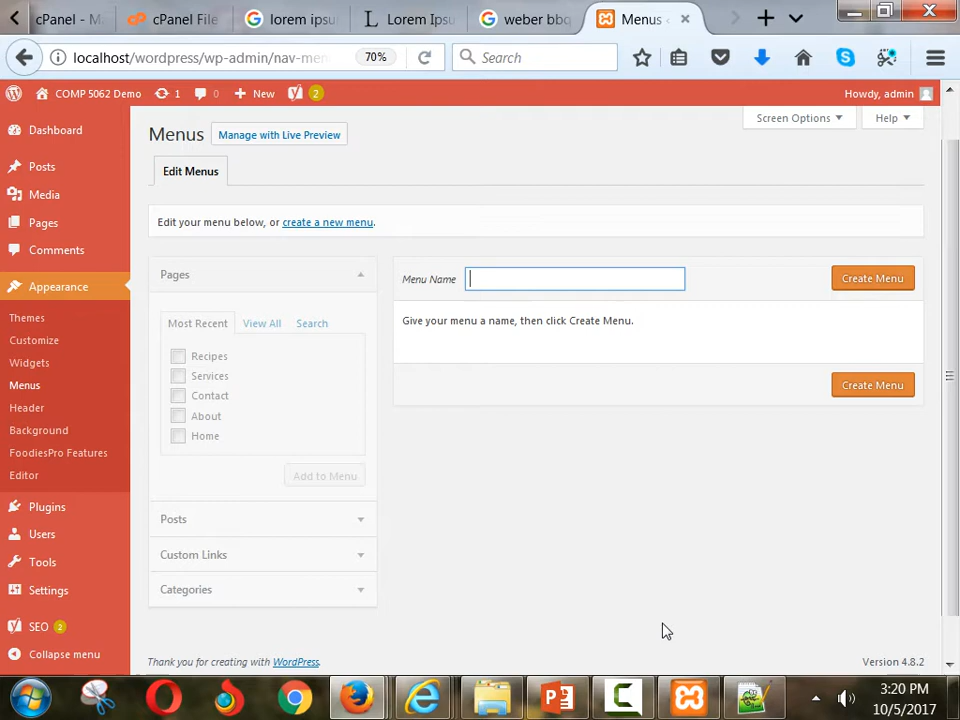 cPanel - M
cPanel File
lorem ipsu
Lorem Ips
weber bbq
Menus
localhost/wordpress/wp-admin/nav-men
70%
Search
COMP 5062 Demo
1
0
New
2
Howdy, admin
Dashboard
Posts
Media
Pages
Comments
Appearance
Themes
Customize
Widgets
Menus
Header
Background
FoodiesPro Features
Editor
Plugins
Users
Tools
Settings
SEO 2
Collapse menu
Screen Options
Help
Menus
Manage with Live Preview
Edit Menus
Edit your menu below, or create a new menu.
Pages
Most Recent
View All
Search
Recipes
Services
Contact
About
Home
Add to Menu
Posts
Custom Links
Categories
Menu Name
Create Menu
Give your menu a name, then click Create Menu.
Create Menu
Thank you for creating with WordPress.
Version 4.8.2
3:20 PM
10/5/2017